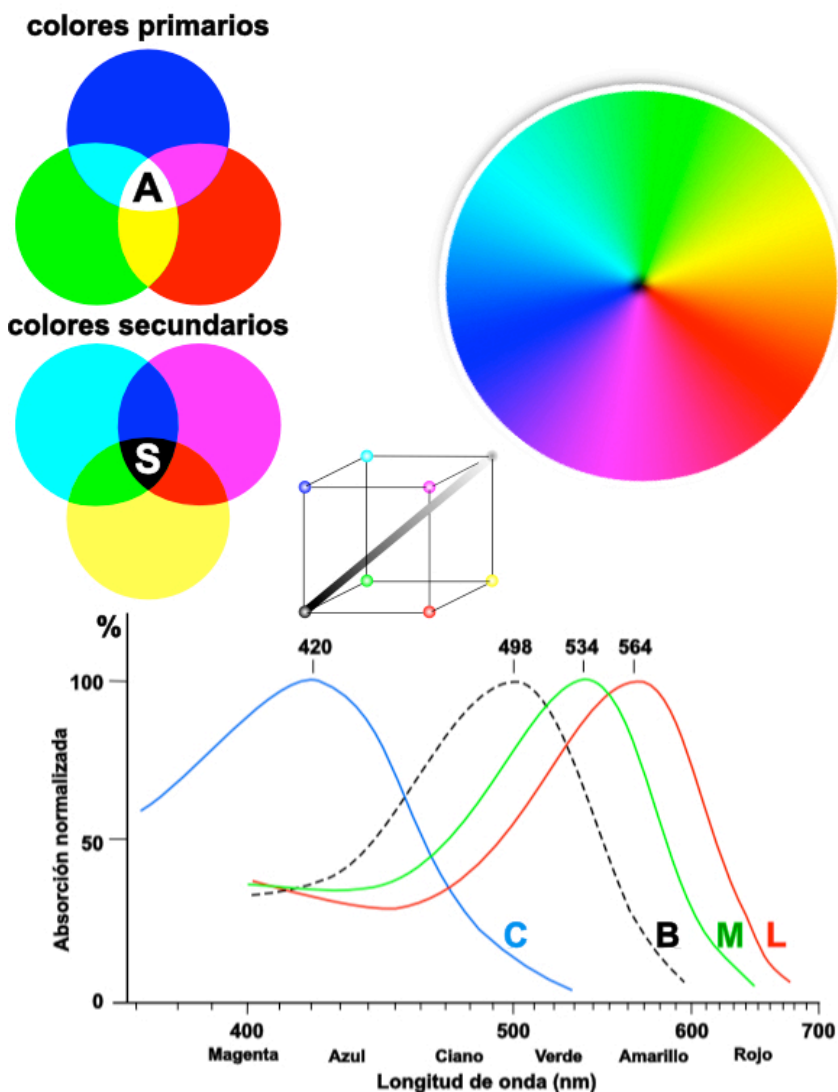 colores primarios
A
colores secundarios
S
%
420
498
534
564
100
50
0
Absorción normalizada
C
B
M
L
400
500
600
700
Magenta
Azul
Ciano
Verde
Amarillo
Rojo
Longitud de onda (nm)